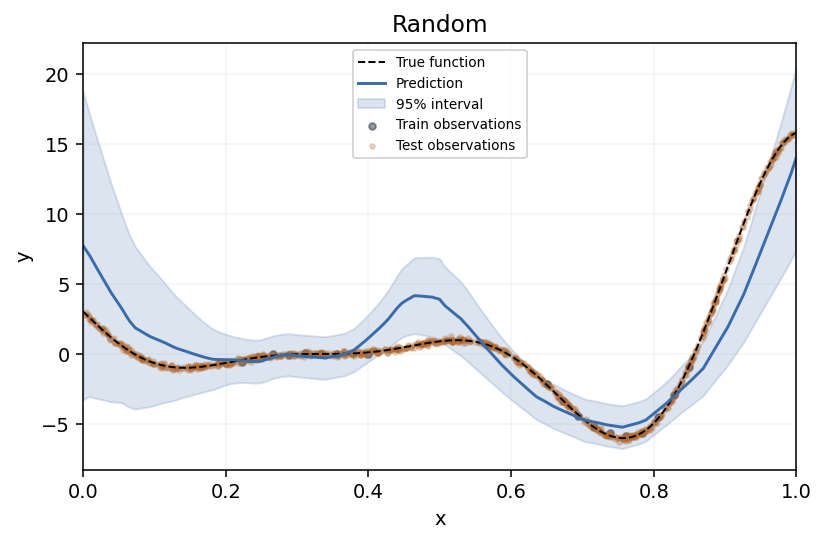 Random
True function
Prediction
95% interval
Train observations
Test observations
20
15
10
5
0
−5
y
0.0 0.2 0.4 0.6 0.8 1.0
x